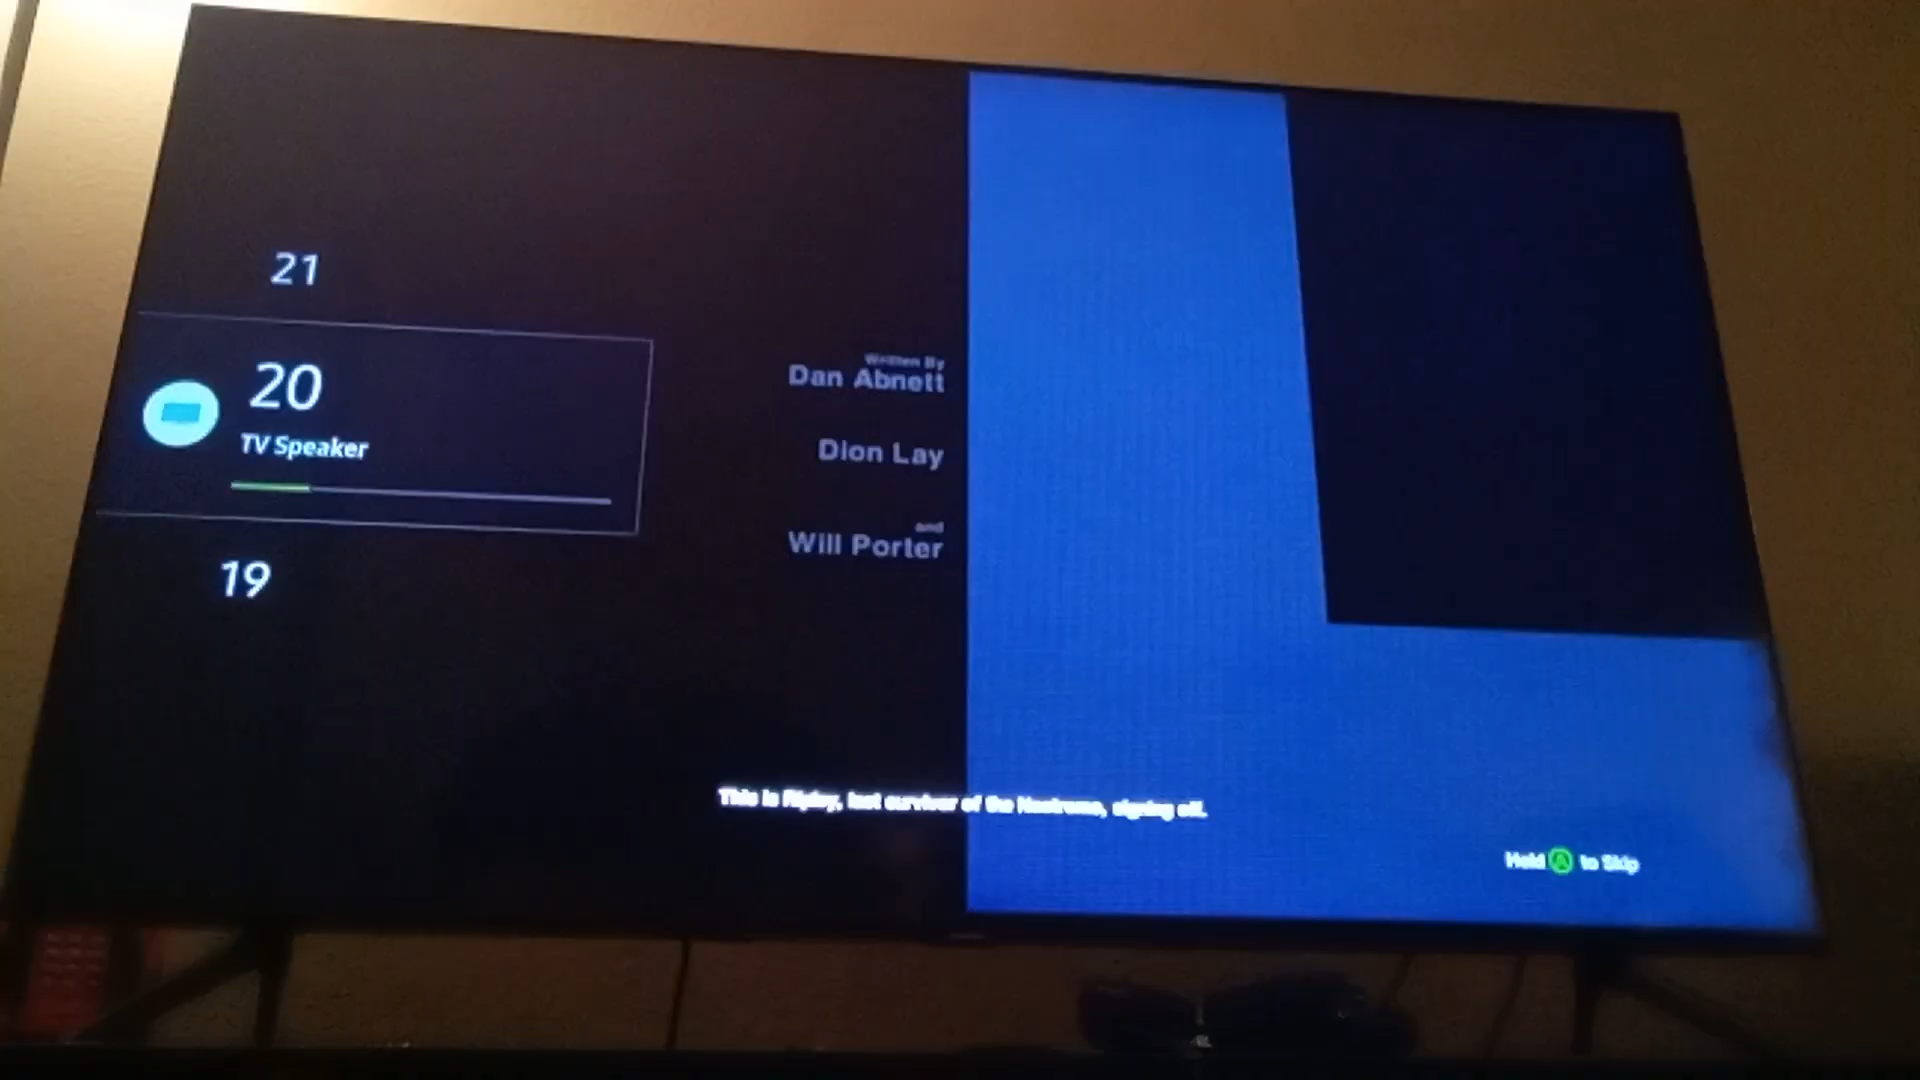 21
20
TV Speaker
19
Written By
Dan Abnett
Dion Lay
and
Will Porter
This is Ripley, last survivor of the Nostromo, signing off.
Hold A to Skip